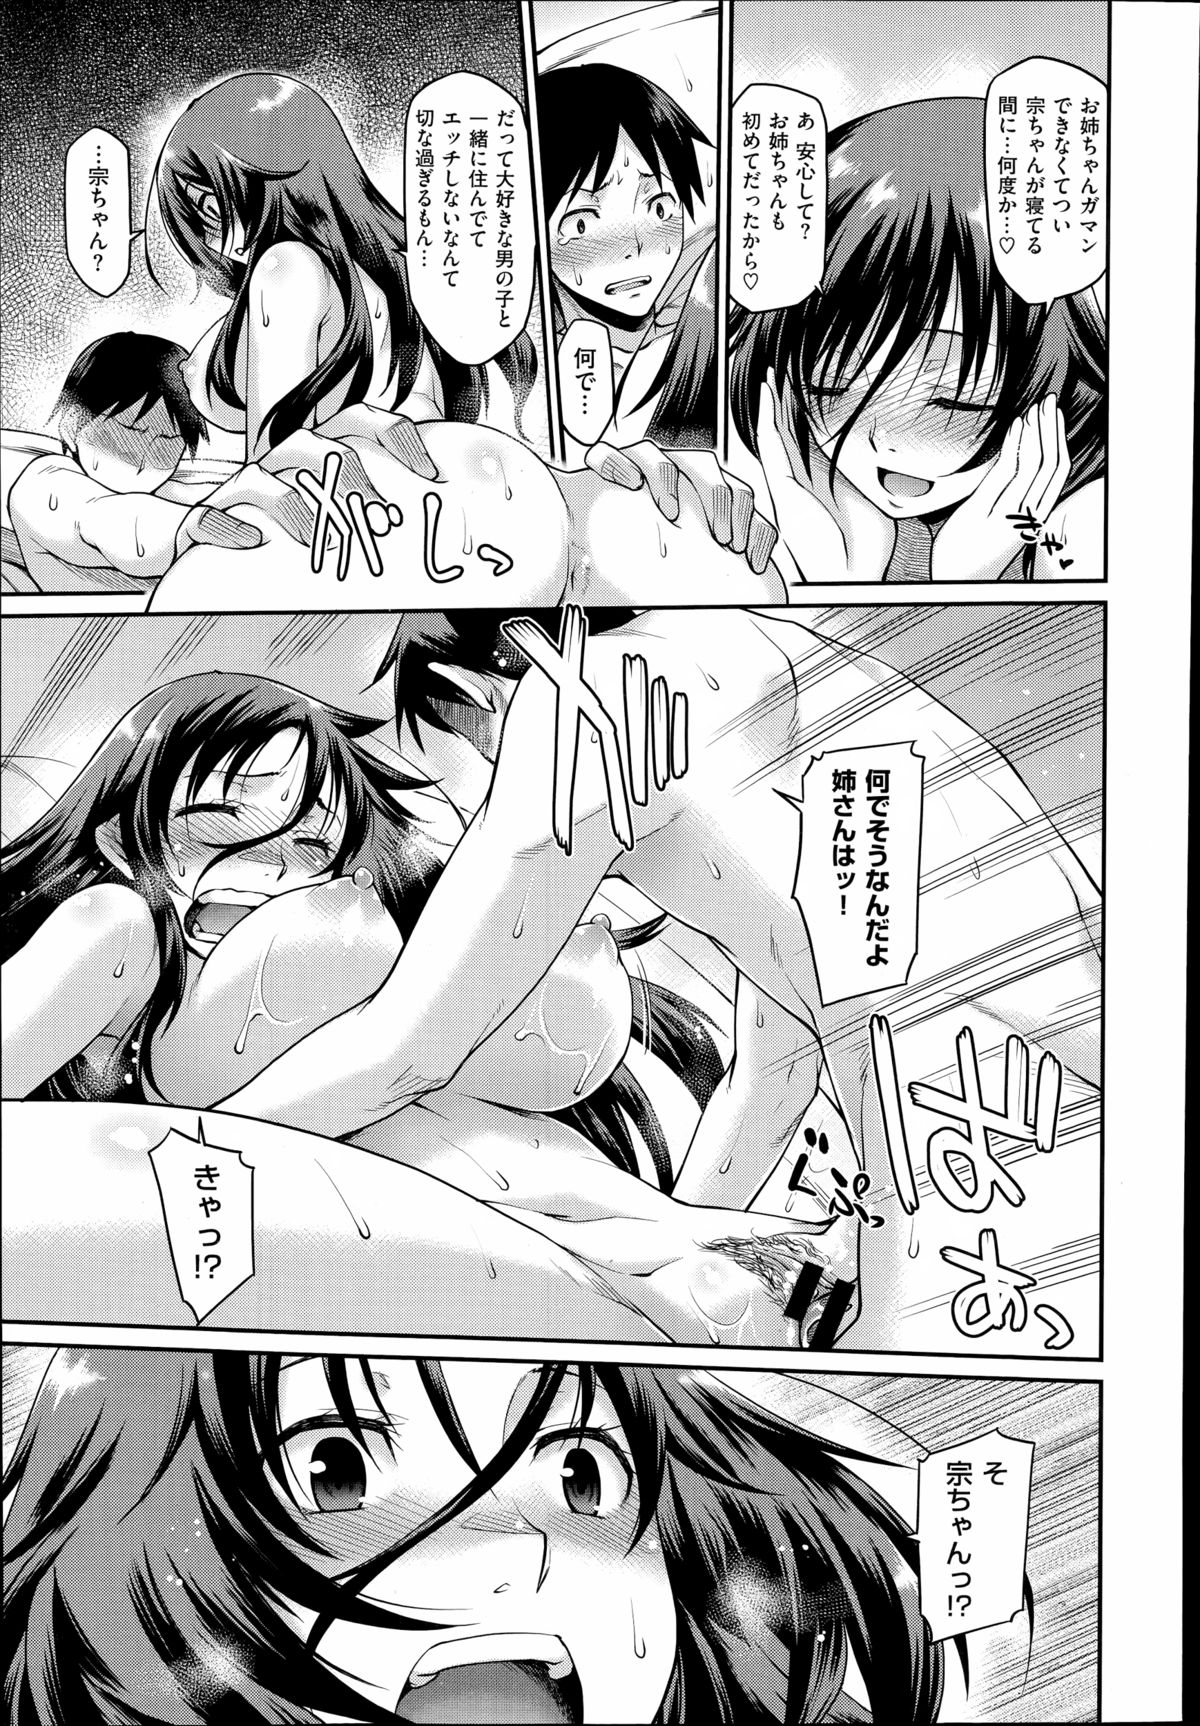 お姉ちゃんガマン
できなくてつい
宗ちゃんが寝てる
間に…何度か…♡
あ 安心して?
お姉ちゃんも
初めてだったから♡
ぎゃ♥
何で…
だって大好きな男の子と
一緒に住んでて
エッチしないなんて
切な過ぎるもん…
…宗ちゃん?
ガ
しっ
ガ
何でそうなんだよ
姉さんはッ!
ばあっ
ぐぷっ
きゃっ!?
そ
宗ちゃんっ!?